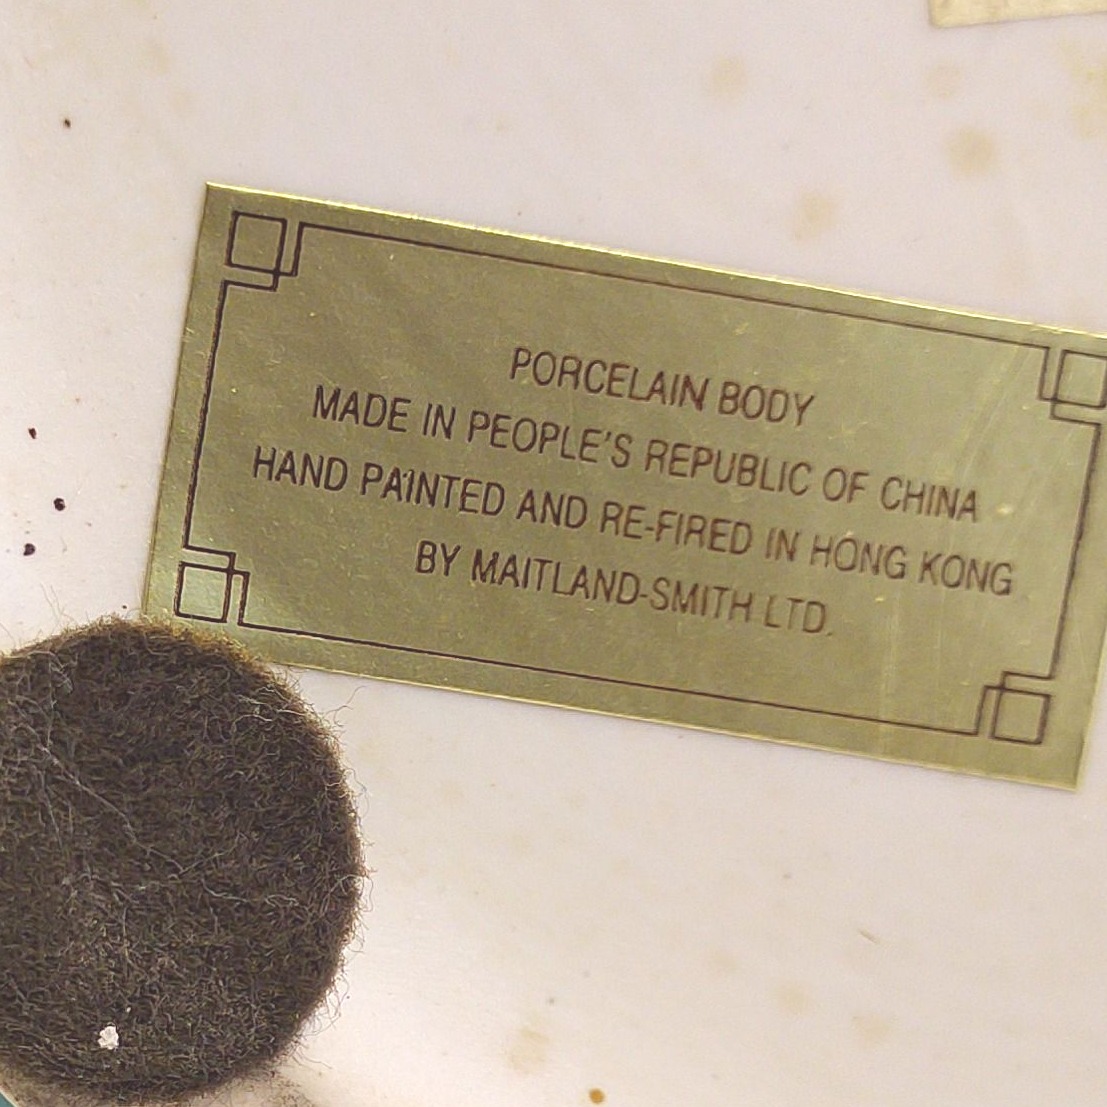 PORCELAIN BODY
MADE IN PEOPLE'S REPUBLIC OF CHINA
HAND PAINTED AND RE-FIRED IN HONG KONG
BY MAITLAND-SMITH LTD.